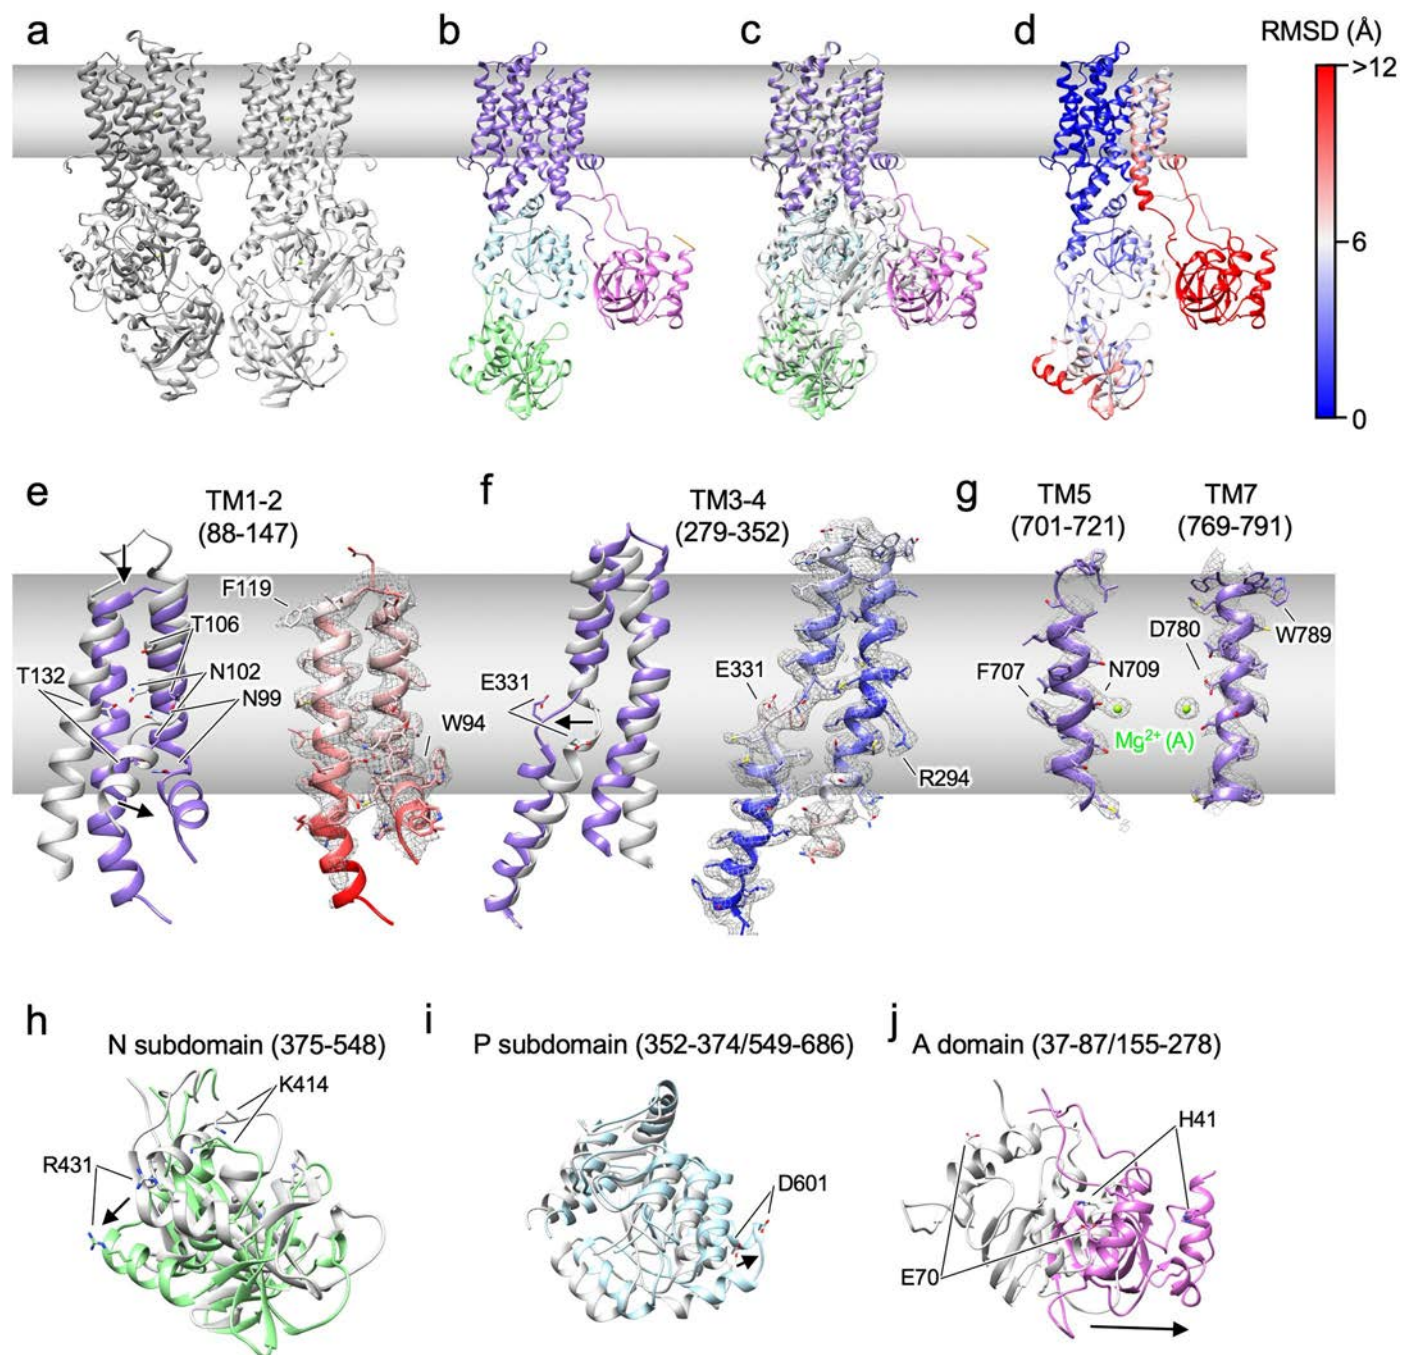 a
b
c
d
RMSD (Å)
>12
6
0
e
TM1-2
(88-147)
F119
T106
T132
N102
N99
W94
f
TM3-4
(279-352)
E331
E331
R294
g
TM5
(701-721)
TM7
(769-791)
D780
W789
F707
N709
Mg²⁺ (A)
h
N subdomain (375-548)
K414
R431
i
P subdomain (352-374/549-686)
D601
j
A domain (37-87/155-278)
H41
E70